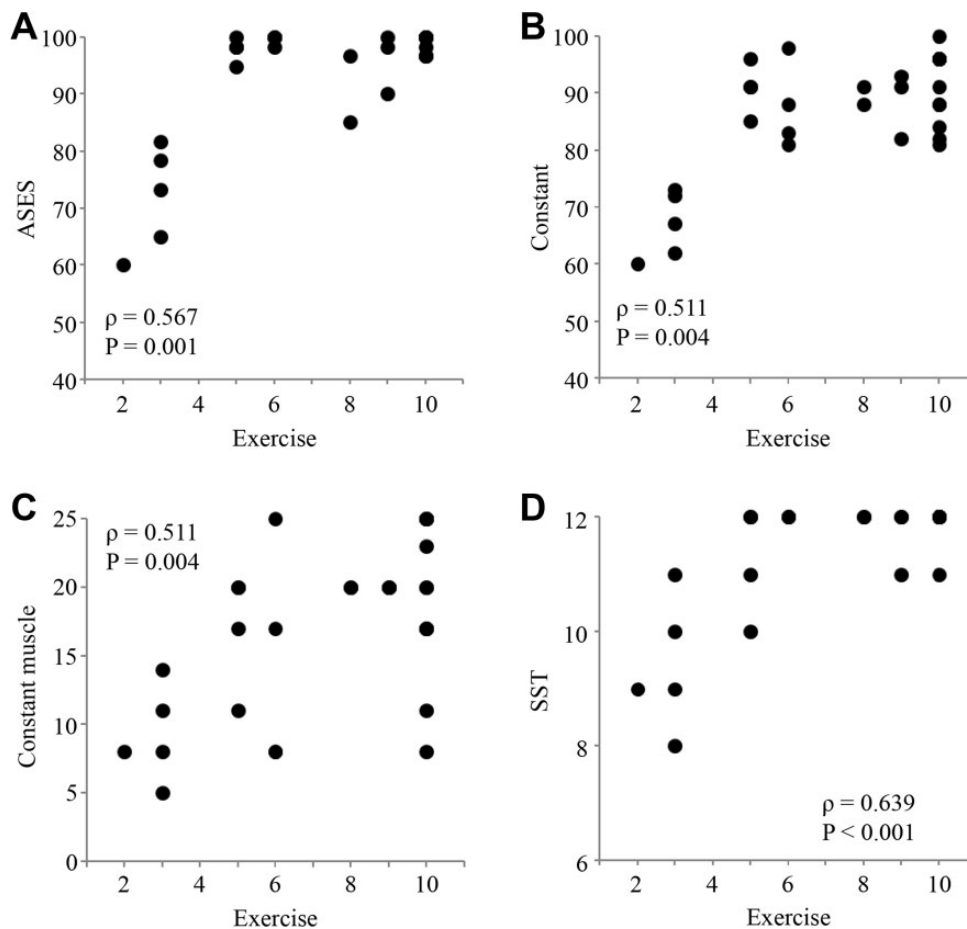 A
100
90
80
70
60
50
40
ASES
ρ = 0.567
P = 0.001
2 4 6 8 10
Exercise
B
100
90
80
70
60
50
40
Constant
ρ = 0.511
P = 0.004
2 4 6 8 10
Exercise
C
25
20
15
10
5
0
Constant muscle
ρ = 0.511
P = 0.004
2 4 6 8 10
Exercise
D
12
10
8
6
SST
ρ = 0.639
P < 0.001
2 4 6 8 10
Exercise